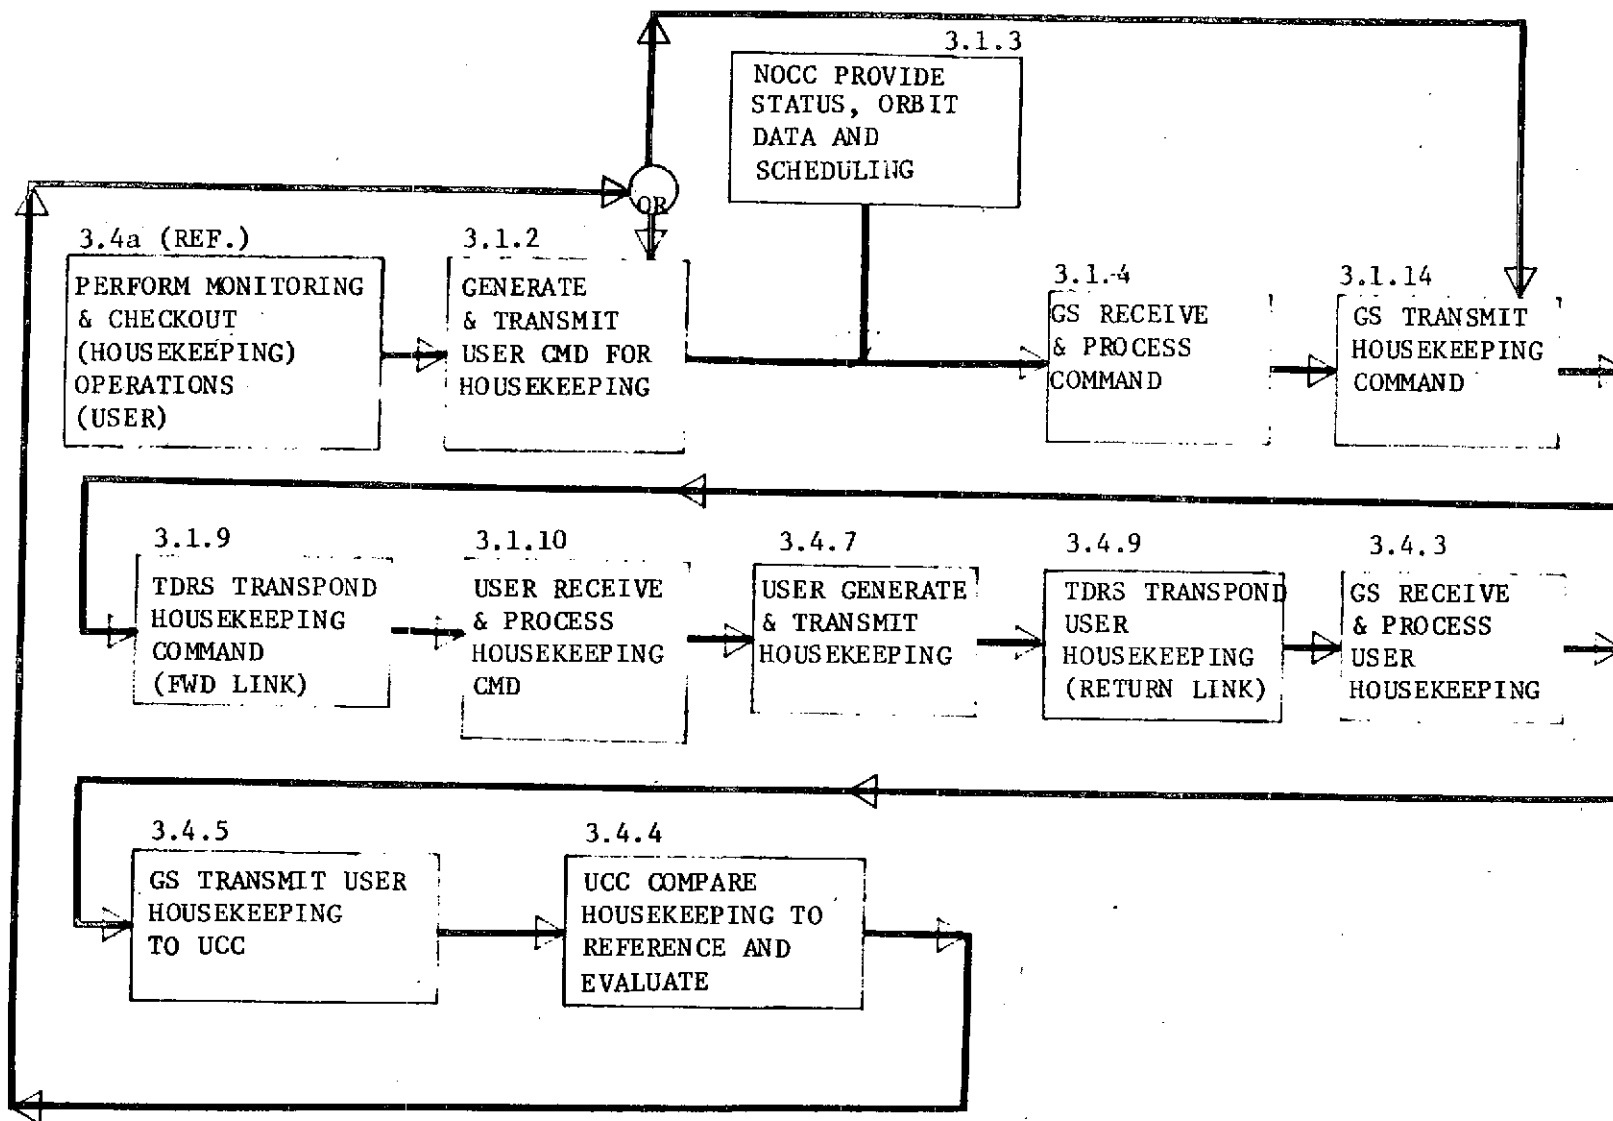 3.1.3
NOCC PROVIDE
STATUS, ORBIT
DATA AND
SCHEDULING
OR
3.4a (REF.)
PERFORM MONITORING
& CHECKOUT
(HOUSEKEEPING)
OPERATIONS
(USER)
3.1.2
GENERATE
& TRANSMIT
USER CMD FOR
HOUSEKEEPING
3.1.4
GS RECEIVE
& PROCESS
COMMAND
3.1.14
GS TRANSMIT
HOUSEKEEPING
COMMAND
3.1.9
TDRS TRANSPOND
HOUSEKEEPING
COMMAND
(FWD LINK)
3.1.10
USER RECEIVE
& PROCESS
HOUSEKEEPING
CMD
3.4.7
USER GENERATE
& TRANSMIT
HOUSEKEEPING
3.4.9
TDRS TRANSPOND
USER
HOUSEKEEPING
(RETURN LINK)
3.4.3
GS RECEIVE
& PROCESS
USER
HOUSEKEEPING
3.4.5
GS TRANSMIT USER
HOUSEKEEPING
TO UCC
3.4.4
UCC COMPARE
HOUSEKEEPING TO
REFERENCE AND
EVALUATE